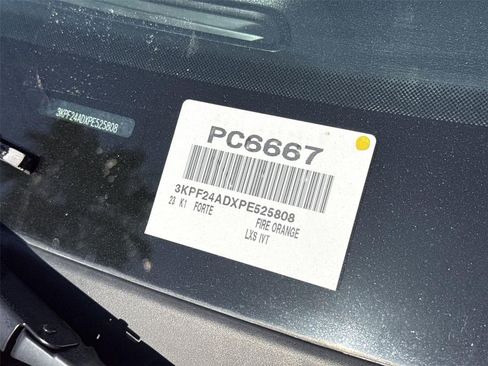 3KPF24ADXPE525808
PC6667
3KPF24ADXPE525808
23 K1 FORTE FIRE ORANGE
LXS IVT